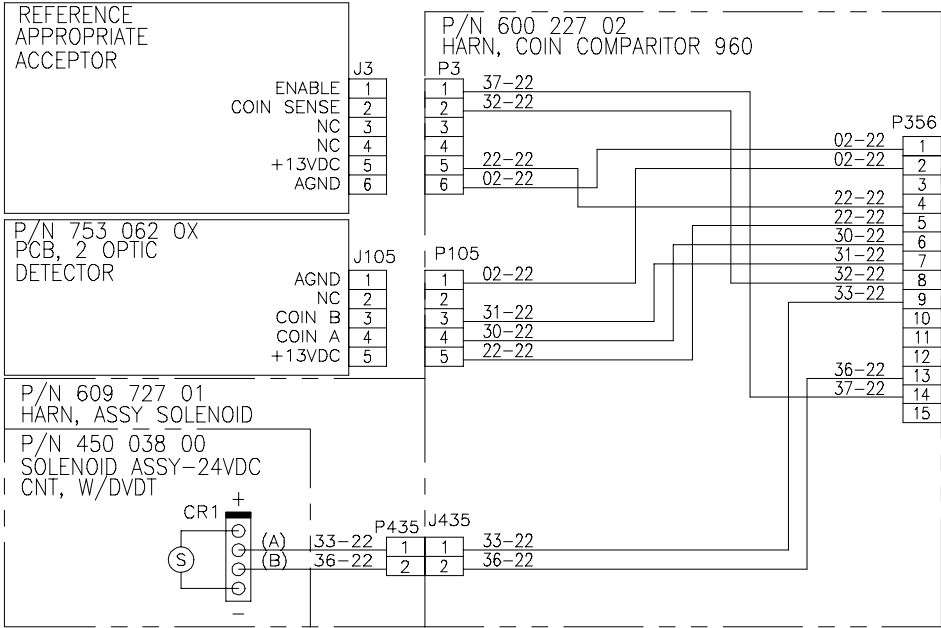 REFERENCE
APPROPRIATE
ACCEPTOR
J3
ENABLE 1
COIN SENSE 2
NC 3
NC 4
+13VDC 5
AGND 6
P/N 753 062 0X
PCB, 2 OPTIC
DETECTOR
J105
AGND 1
NC 2
COIN B 3
COIN A 4
+13VDC 5
P/N 609 727 01
HARN, ASSY SOLENOID
P/N 450 038 00
SOLENOID ASSY-24VDC
CNT, W/DVDT
CR1
+
S
-
(A) 33-22
(B) 36-22
P435
1
2
P/N 600 227 02
HARN, COIN COMPARITOR 960
P3
1 37-22
2 32-22
3
4
5 22-22
6 02-22
P105
1 02-22
2
3 31-22
4 30-22
5 22-22
J435
1 33-22
2 36-22
P356
02-22 1
02-22 2
3
22-22 4
22-22 5
30-22 6
31-22 7
32-22 8
33-22 9
10
11
12
36-22 13
37-22 14
15